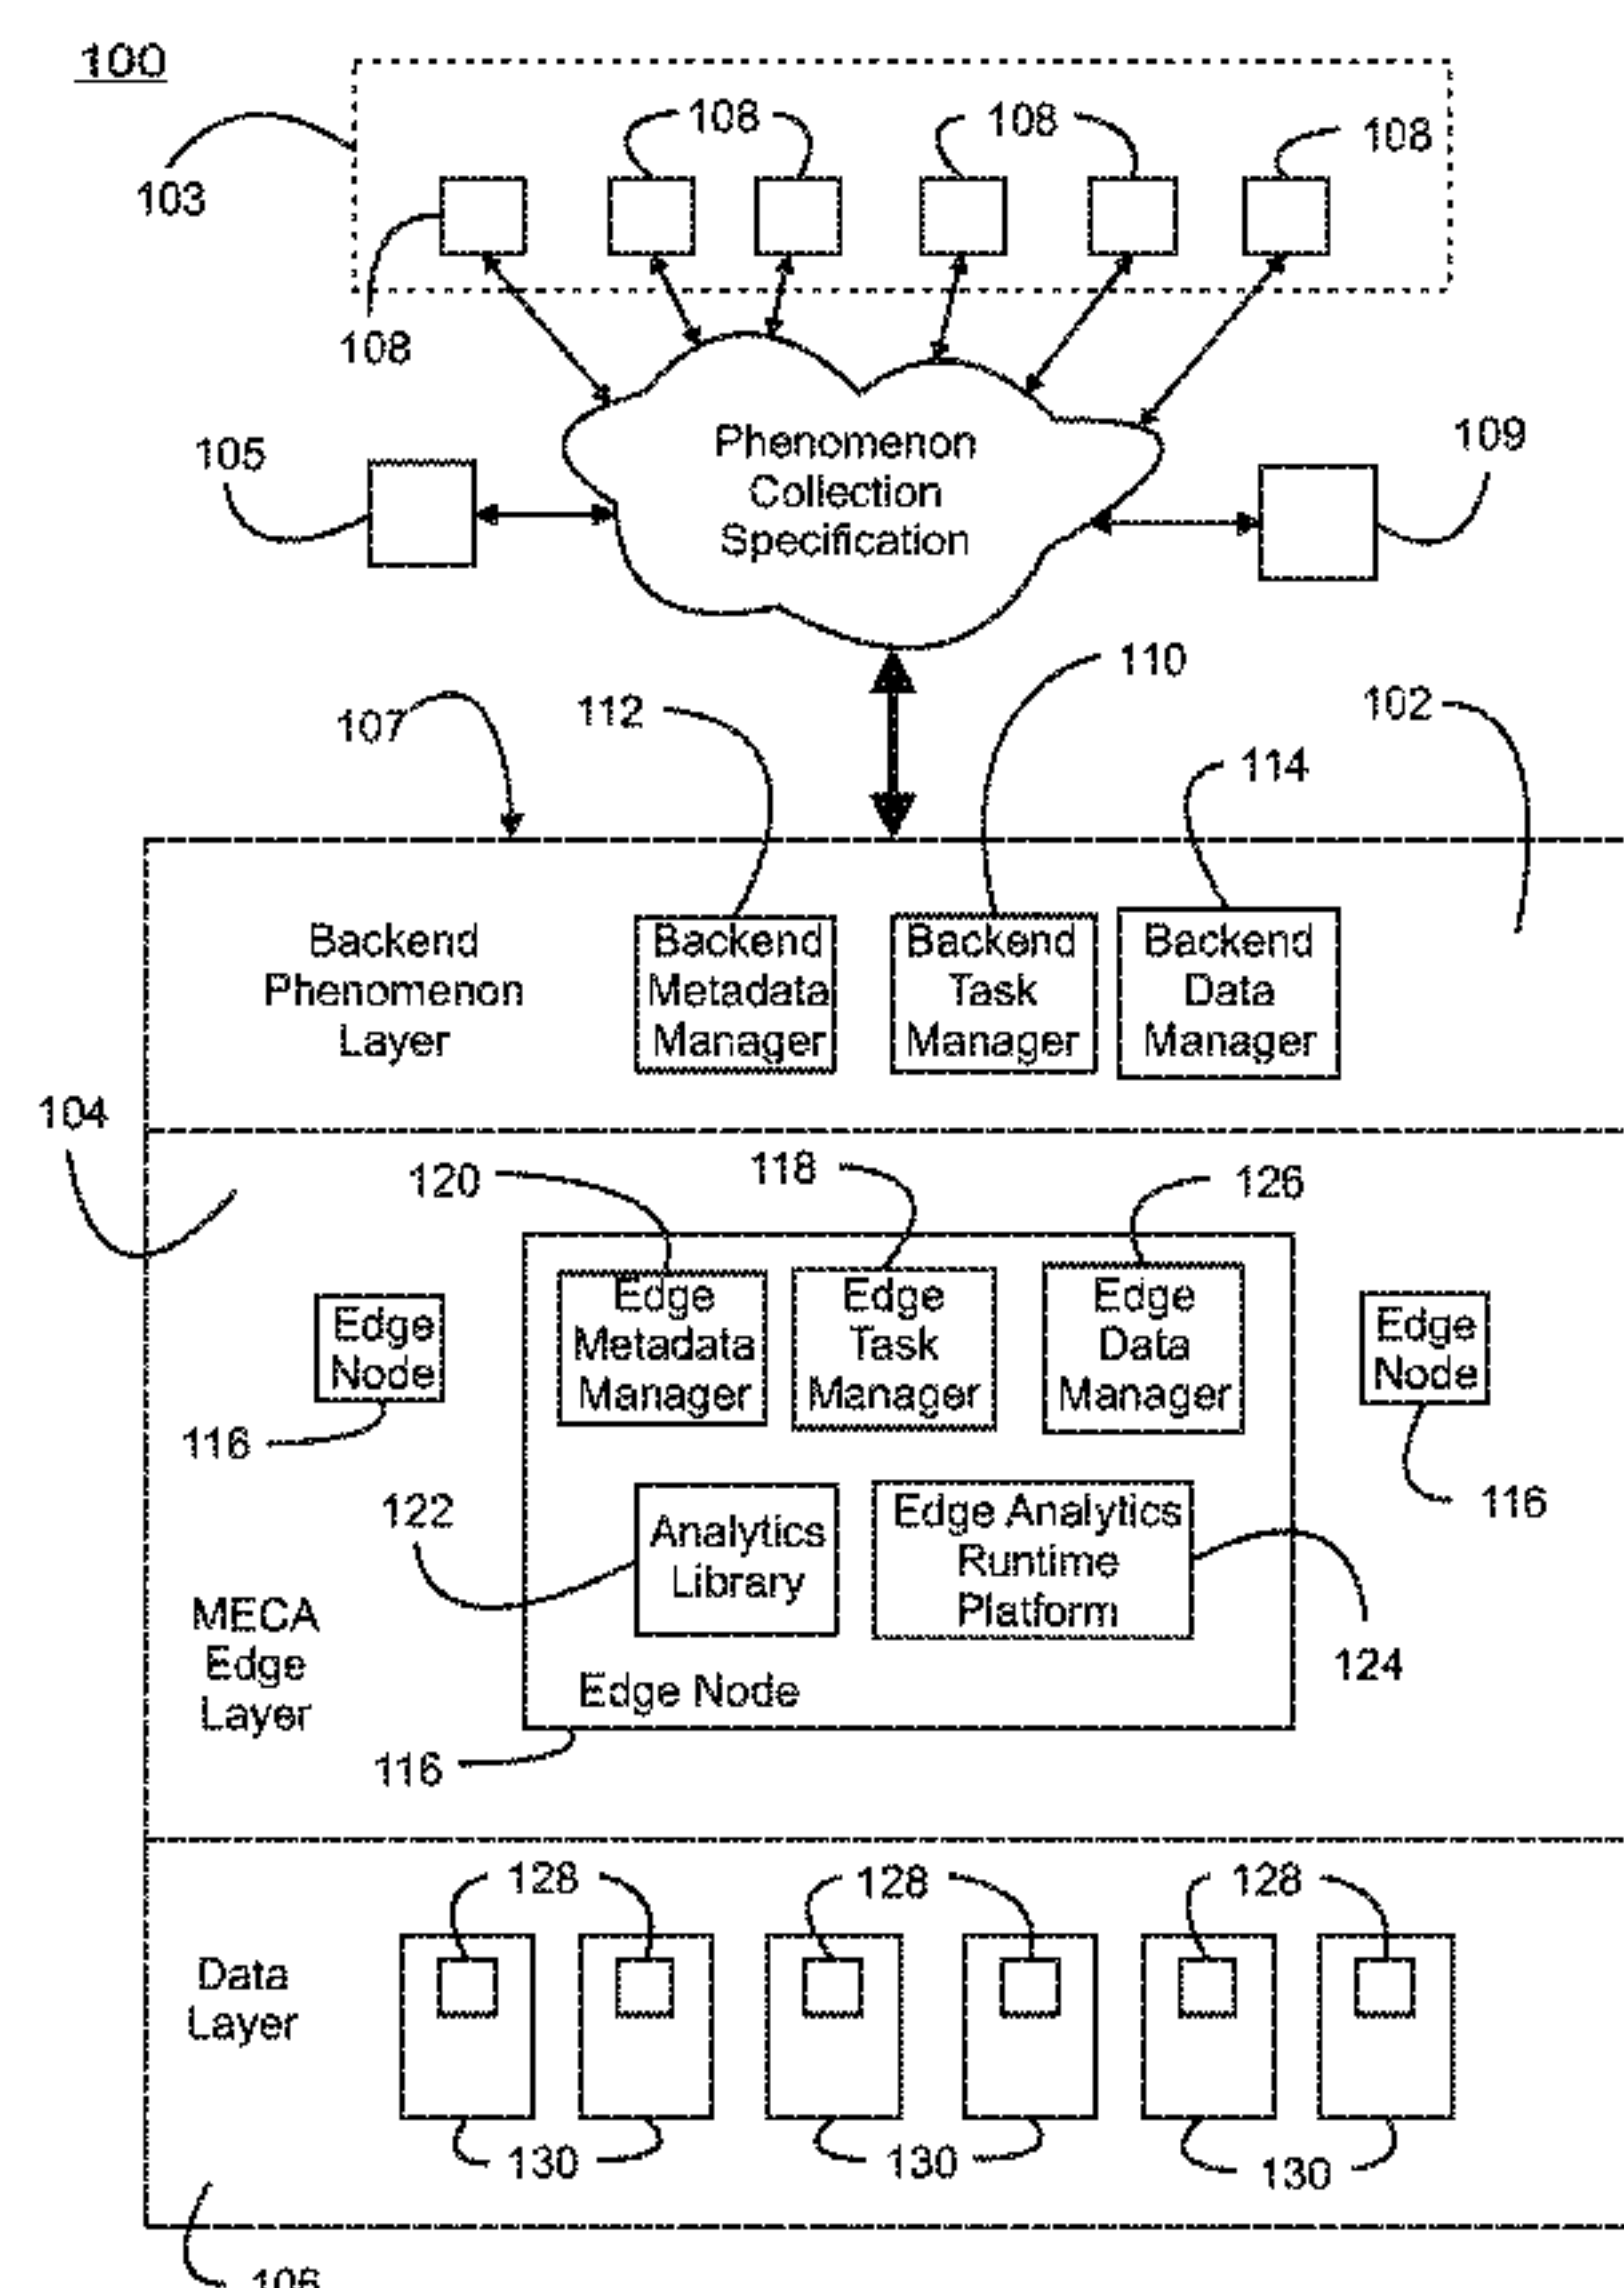 100
108
108
108
103
108
Phenomenon
Collection
Specification
105
109
110
112
107
102
114
Backend
Phenomenon
Layer
Backend
Metadata
Manager
Backend
Task
Manager
Backend
Data
Manager
104
120
118
126
Edge
Metadata
Manager
Edge
Task
Manager
Edge
Data
Manager
Edge
Node
Edge
Node
116
116
122
Analytics
Library
Edge Analytics
Runtime
Platform
124
MECA
Edge
Layer
Edge Node
116
128
128
128
Data
Layer
130
130
130
106